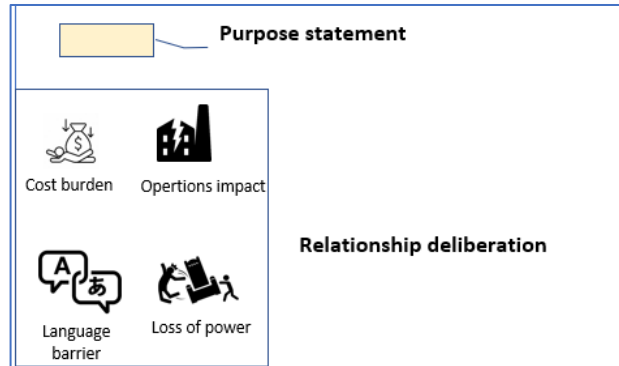 Purpose statement
$
Cost burden
Opertions impact
A
あ
Language
barrier
Loss of power
Relationship deliberation